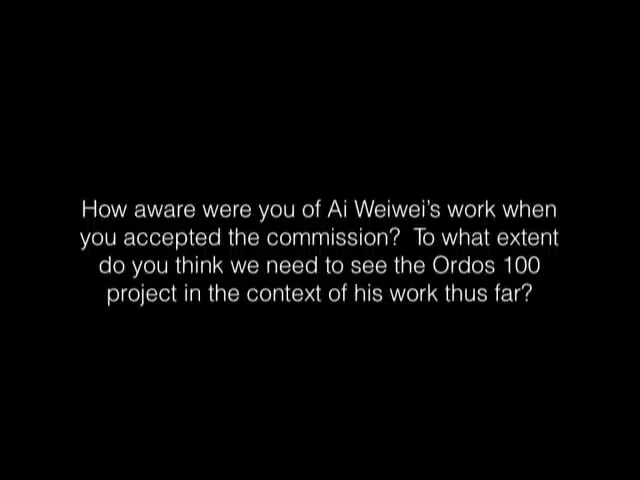 How aware were you of Ai Weiwei's work when
you accepted the commission?  To what extent
do you think we need to see the Ordos 100
project in the context of his work thus far?